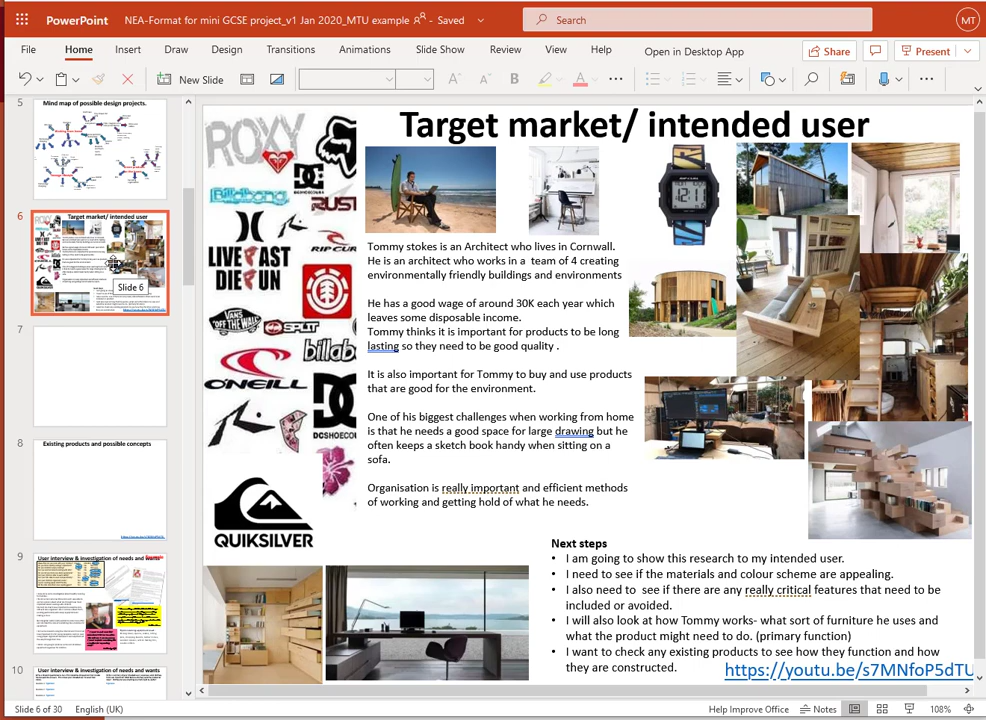 PowerPoint
NEA-Format for mini GCSE project_v1 Jan 2020_MTU example - Saved
Search
MT
File Home Insert Draw Design Transitions Animations Slide Show Review View Help Open in Desktop App Share Present
New Slide
B
A
5
Mind map of possible design projects.
6
Target market/ intended user
Slide 6
7
8
Existing products and possible concepts
9
User interview & investigation of needs and wants
10
User interview & investigation of needs and wants
Target market/ intended user
ROXY
Billabong
DC
DCSHOECOUSA
RUST
RIP CURL
LIVE FAST
DIE FUN
VANS
"OFF THE WALL"
SPLIT
billabo
O'NEILL
DC
DCSHOECO
QUIKSILVER
Tommy stokes is an Architect who lives in Cornwall.
He is an architect who works in a team of 4 creating
environmentally friendly buildings and environments
He has a good wage of around 30K each year which
leaves some disposable income.
Tommy thinks it is important for products to be long
lasting so they need to be good quality .
It is also important for Tommy to buy and use products
that are good for the environment.
One of his biggest challenges when working from home
is that he needs a good space for large drawing but he
often keeps a sketch book handy when sitting on a
sofa.
Organisation is really important and efficient methods
of working and getting hold of what he needs.
Next steps
• I am going to show this research to my intended user.
• I need to see if the materials and colour scheme are appealing.
• I also need to see if there are any really critical features that need to be
included or avoided.
• I will also look at how Tommy works- what sort of furniture he uses and
what the product might need to do. (primary function)
• I want to check any existing products to see how they function and how
they are constructed.
https://youtu.be/s7MNfoP5dTU
Slide 6 of 30 English (UK) Help Improve Office Notes 108%